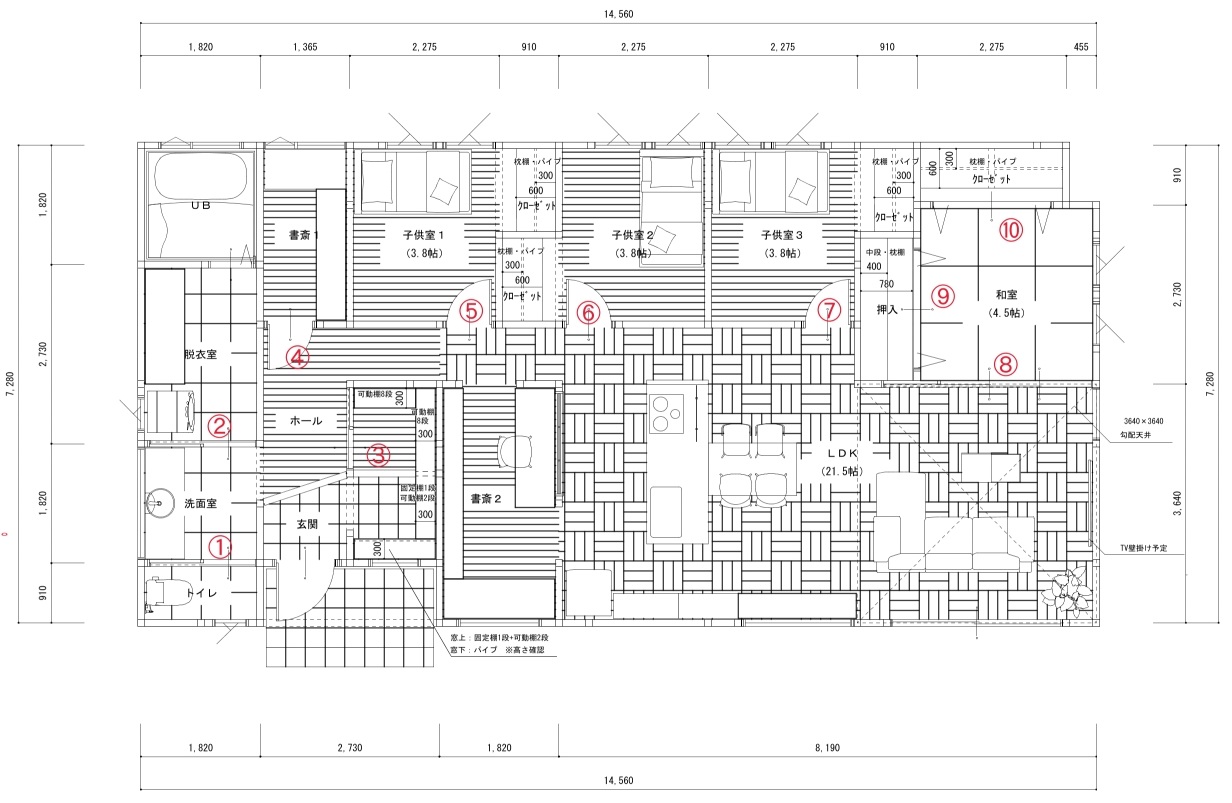 14,560
1,820
1,365
2,275
910
2,275
2,275
910
2,275
455
枕棚・パイプ
300
600
クローゼット
枕棚・パイプ
300
600
クローゼット
枕棚・パイプ
300
600
クローゼット
UB
書斎1
子供室1
(3.8帖)
子供室2
(3.8帖)
子供室3
(3.8帖)
⑩
枕棚・パイプ
300
600
クローゼット
中段・枕棚
400
780
押入
⑨
和室
(4.5帖)
⑤
⑥
⑦
④
⑧
脱衣室
②
ホール
可動棚8段
300
可動棚
8段
300
③
固定棚1段
可動棚2段
300
300
書斎2
LDK
(21.5帖)
3640×3640
勾配天井
洗面室
玄関
①
トイレ
TV壁掛け予定
窓上：固定棚1段+可動棚2段
窓下：パイプ ※高さ確認
7,280
1,820
2,730
1,820
910
0
910
2,730
3,640
7,280
1,820
2,730
1,820
8,190
14,560